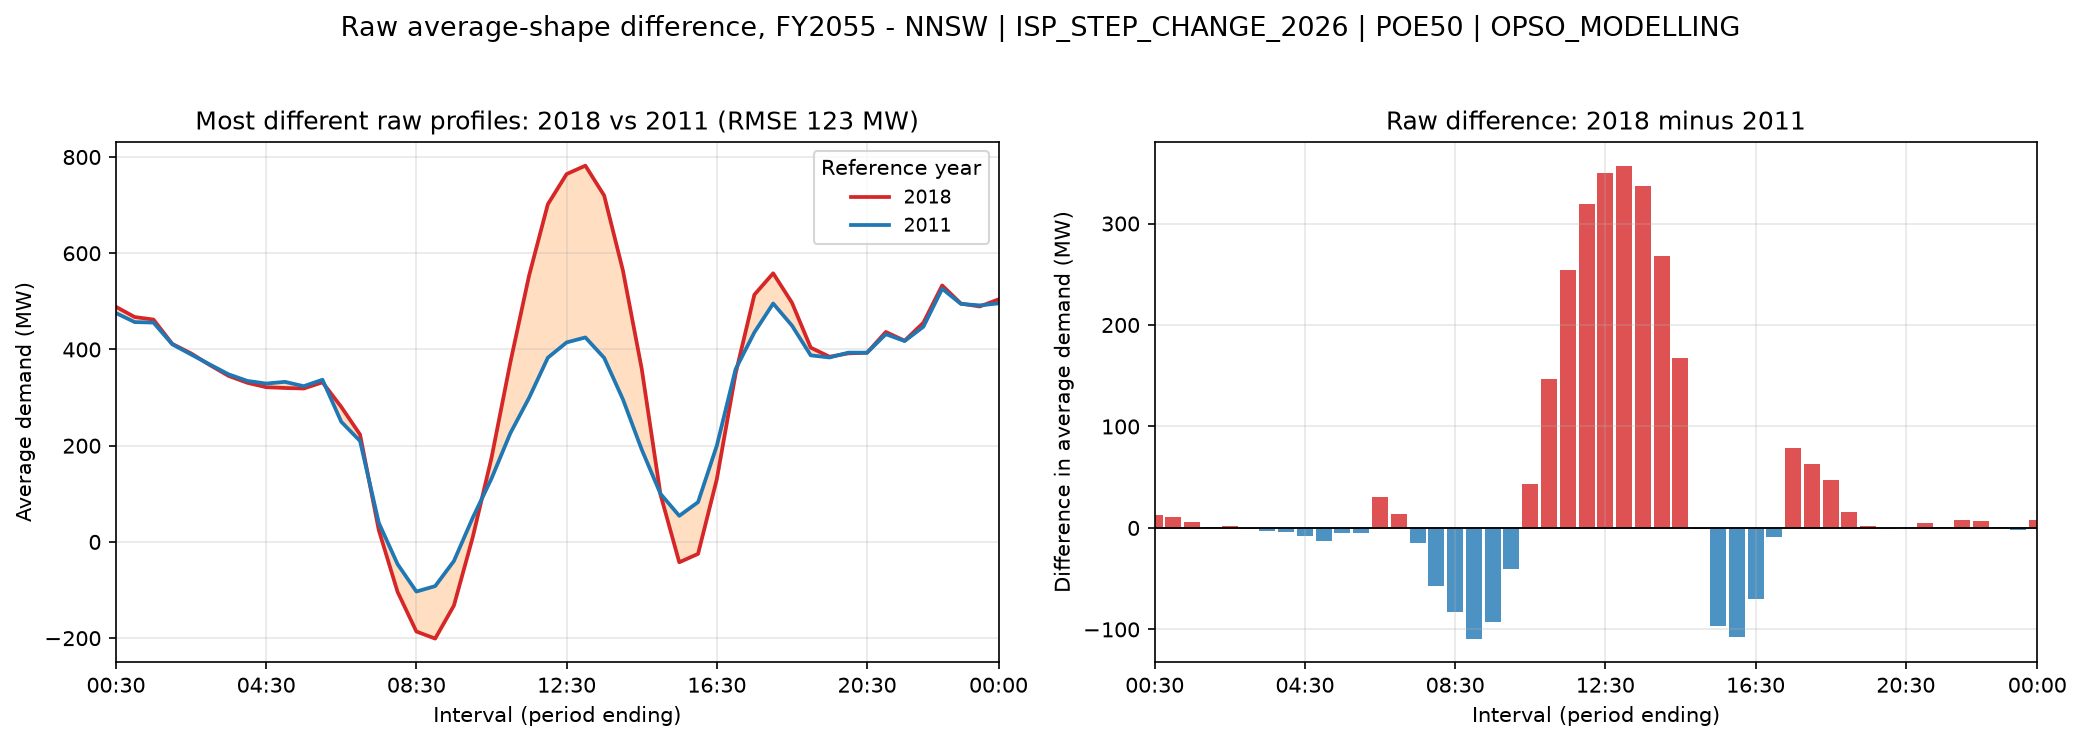 Raw average-shape difference, FY2055 - NNSW | ISP_STEP_CHANGE_2026 | POE50 | OPSO_MODELLING
Most different raw profiles: 2018 vs 2011 (RMSE 123 MW)
Average demand (MW)
800
600
400
200
0
−200
Reference year
2018
2011
00:30 04:30 08:30 12:30 16:30 20:30 00:00
Interval (period ending)
Raw difference: 2018 minus 2011
Difference in average demand (MW)
300
200
100
0
−100
00:30 04:30 08:30 12:30 16:30 20:30 00:00
Interval (period ending)